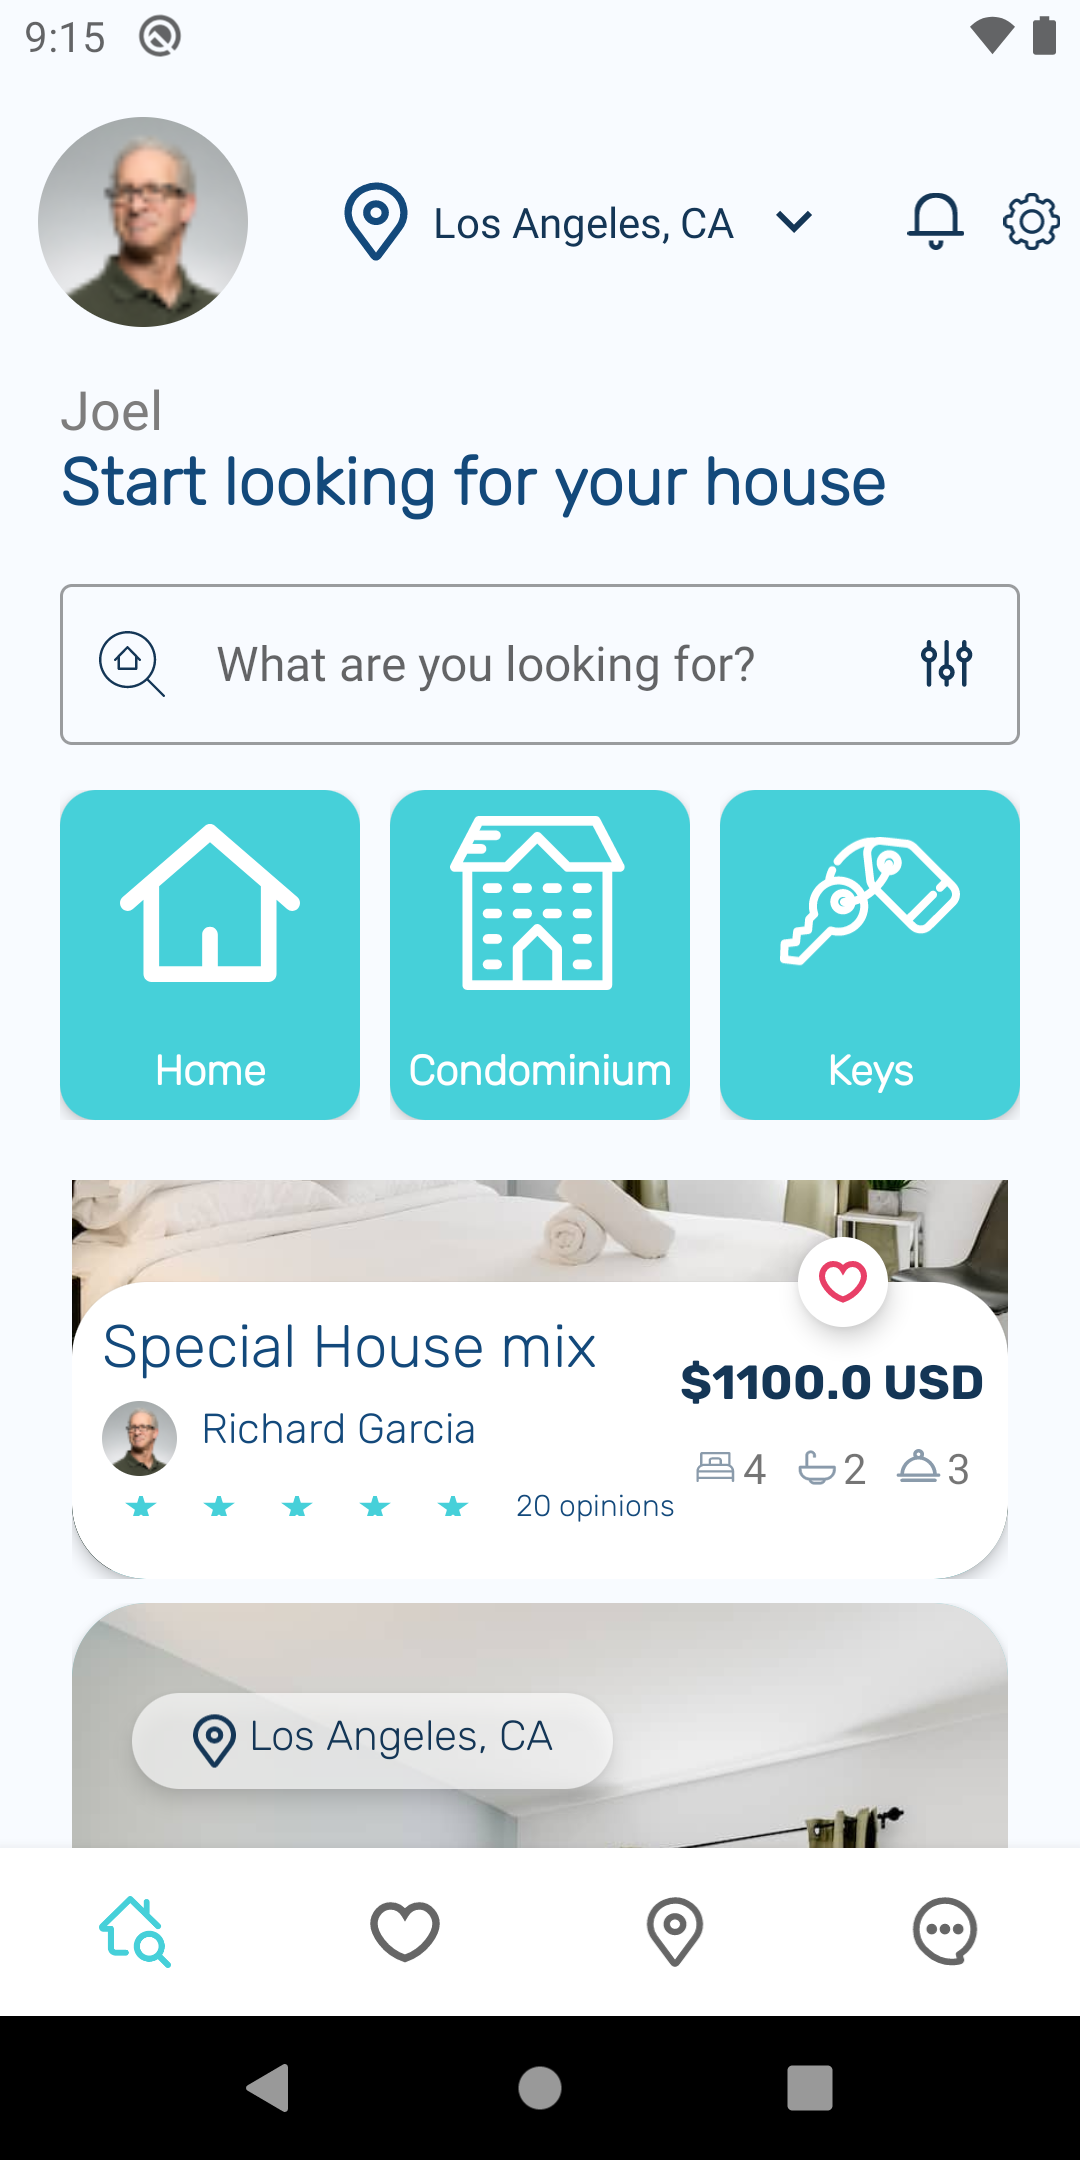 9:15
Los Angeles, CA
Joel
Start looking for your house
What are you looking for?
Home
Condominium
Keys
Special House mix
$1100.0 USD
Richard Garcia
4
2
3
20 opinions
Los Angeles, CA